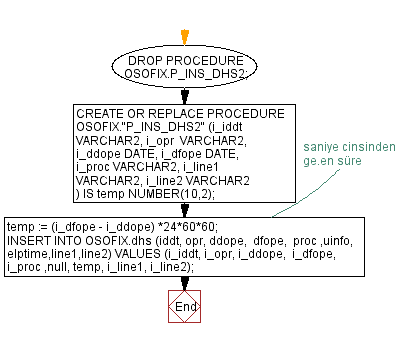 DROP PROCEDURE
OSOFIX.P_INS_DHS2;
CREATE OR REPLACE PROCEDURE
OSOFIX."P_INS_DHS2" (i_iddt
VARCHAR2, i_opr  VARCHAR2,
i_ddope DATE, i_dfope DATE,
i_proc VARCHAR2, i_line1
VARCHAR2, i_line2 VARCHAR2
) IS temp NUMBER(10,2);
saniye cinsinden
ge.en süre
temp := (i_dfope - i_ddope) *24*60*60;
INSERT INTO OSOFIX.dhs (iddt, opr, ddope,  dfope,  proc ,uinfo,
elptime,line1,line2) VALUES (i_iddt, i_opr, i_ddope,  i_dfope,
i_proc ,null, temp, i_line1, i_line2);
End